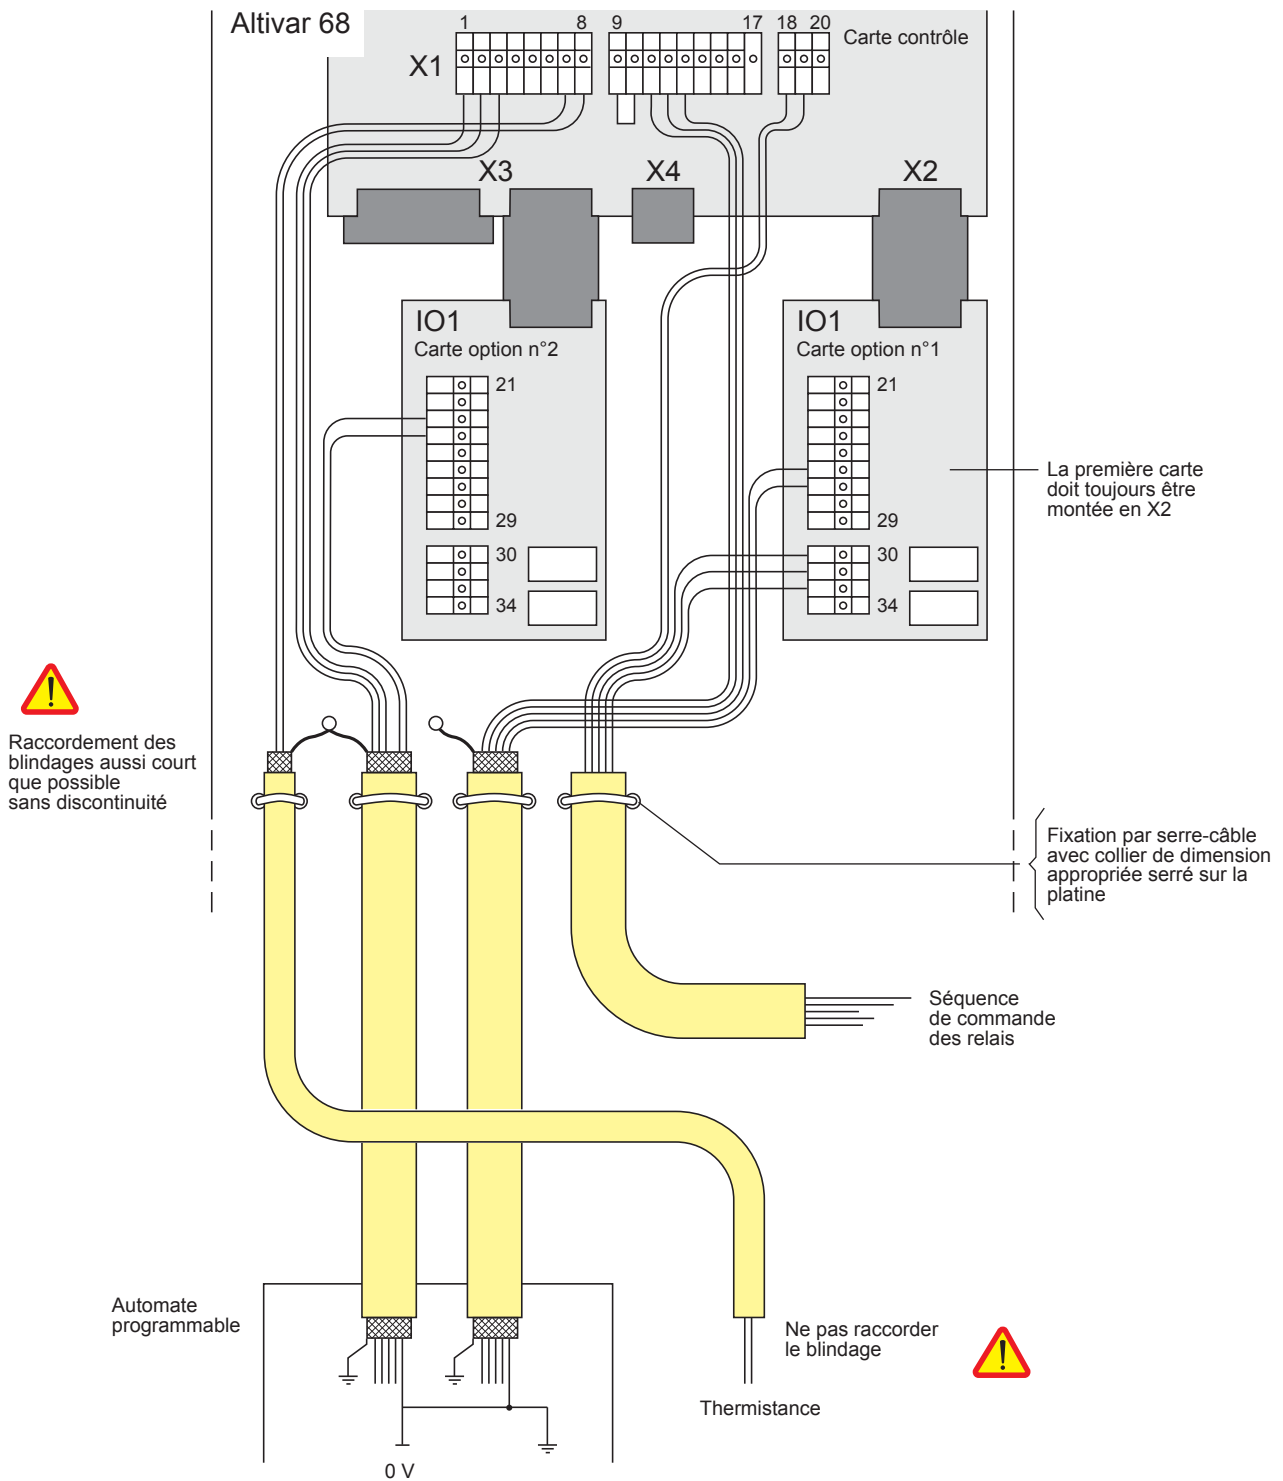 Altivar 68
1
8
9
17
18
20
Carte contrôle
X1
X3
X4
X2
IO1
Carte option n°2
21
29
30
34
IO1
Carte option n°1
21
29
30
34
La première carte
doit toujours être
montée en X2
Raccordement des
blindages aussi court
que possible
sans discontinuité
Fixation par serre-câble
avec collier de dimension
appropriée serré sur la
platine
Séquence
de commande
des relais
Automate
programmable
Ne pas raccorder
le blindage
Thermistance
0 V